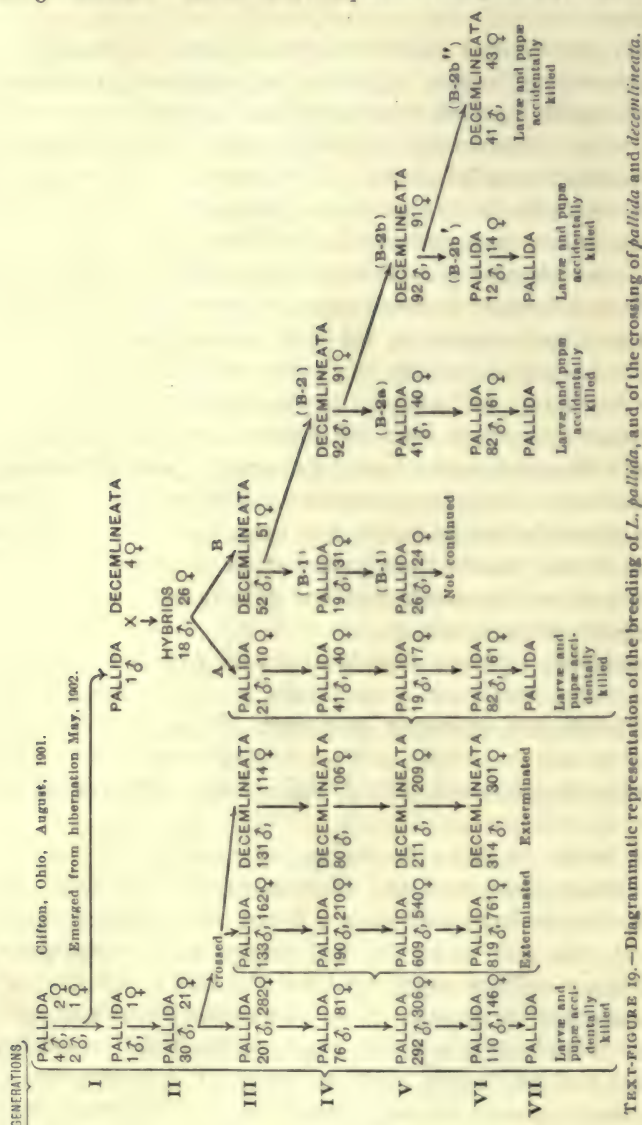 GENERATIONS
PALLIDA
4 ♂, 2 ♀
2 ♂, 1 ♀
Clifton, Ohio, August, 1901.
Emerged from hibernation May, 1902.
I
PALLIDA
1 ♂, 1 ♀
PALLIDA X DECEMLINEATA
1 ♂ 4 ♀
II
PALLIDA
30 ♂, 21 ♀
HYBRIDS
18 ♂, 26 ♀
crossed
A
B
III
PALLIDA
201 ♂, 282 ♀
PALLIDA
133 ♂, 162 ♀
DECEMLINEATA
131 ♂, 114 ♀
PALLIDA
21 ♂, 10 ♀
DECEMLINEATA
52 ♂, 51 ♀
IV
PALLIDA
76 ♂, 81 ♀
PALLIDA
190 ♂, 210 ♀
DECEMLINEATA
80 ♂, 106 ♀
PALLIDA
41 ♂, 40 ♀
(B-1)
PALLIDA
19 ♂, 31 ♀
(B-2)
DECEMLINEATA
92 ♂, 91 ♀
V
PALLIDA
292 ♂, 306 ♀
PALLIDA
609 ♂, 540 ♀
DECEMLINEATA
211 ♂, 209 ♀
PALLIDA
19 ♂, 17 ♀
(B-1)
PALLIDA
26 ♂, 24 ♀
(B-2a)
PALLIDA
41 ♂, 40 ♀
(B-2b)
DECEMLINEATA
92 ♂, 91 ♀
VI
PALLIDA
110 ♂, 146 ♀
PALLIDA
819 ♂, 761 ♀
DECEMLINEATA
314 ♂, 301 ♀
PALLIDA
82 ♂, 61 ♀
Not continued
PALLIDA
82 ♂, 61 ♀
(B-2b')
PALLIDA
12 ♂, 14 ♀
(B-2b'')
DECEMLINEATA
41 ♂, 43 ♀
VII
PALLIDA
Larvæ and
pupæ acci-
dentally
killed
Exterminated
Exterminated
PALLIDA
Larvæ and
pupæ acci-
dentally
killed
PALLIDA
Larvæ and pupæ
accidentally
killed
PALLIDA
Larvæ and pupæ
accidentally
killed
Larvæ and pupæ
accidentally
killed
TEXT-FIGURE 19.—Diagrammatic representation of the breeding of L. pallida, and of the crossing of pallida and decemlineata.